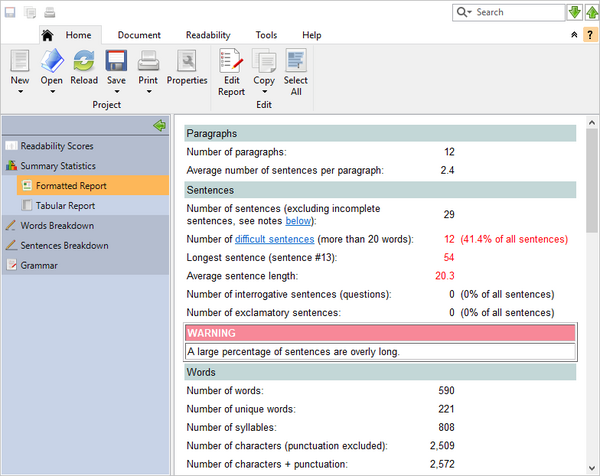 Search
?
Home Document Readability Tools Help
New Open Reload Save Print Properties Edit Report Copy Select All
Project Edit
Readability Scores
Summary Statistics
Formatted Report
Tabular Report
Words Breakdown
Sentences Breakdown
Grammar
Paragraphs
Number of paragraphs: 12
Average number of sentences per paragraph: 2.4
Sentences
Number of sentences (excluding incomplete
sentences, see notes below): 29
Number of difficult sentences (more than 20 words): 12 (41.4% of all sentences)
Longest sentence (sentence #13): 54
Average sentence length: 20.3
Number of interrogative sentences (questions): 0 (0% of all sentences)
Number of exclamatory sentences: 0 (0% of all sentences)
WARNING
A large percentage of sentences are overly long.
Words
Number of words: 590
Number of unique words: 221
Number of syllables: 808
Number of characters (punctuation excluded): 2,509
Number of characters + punctuation: 2,572